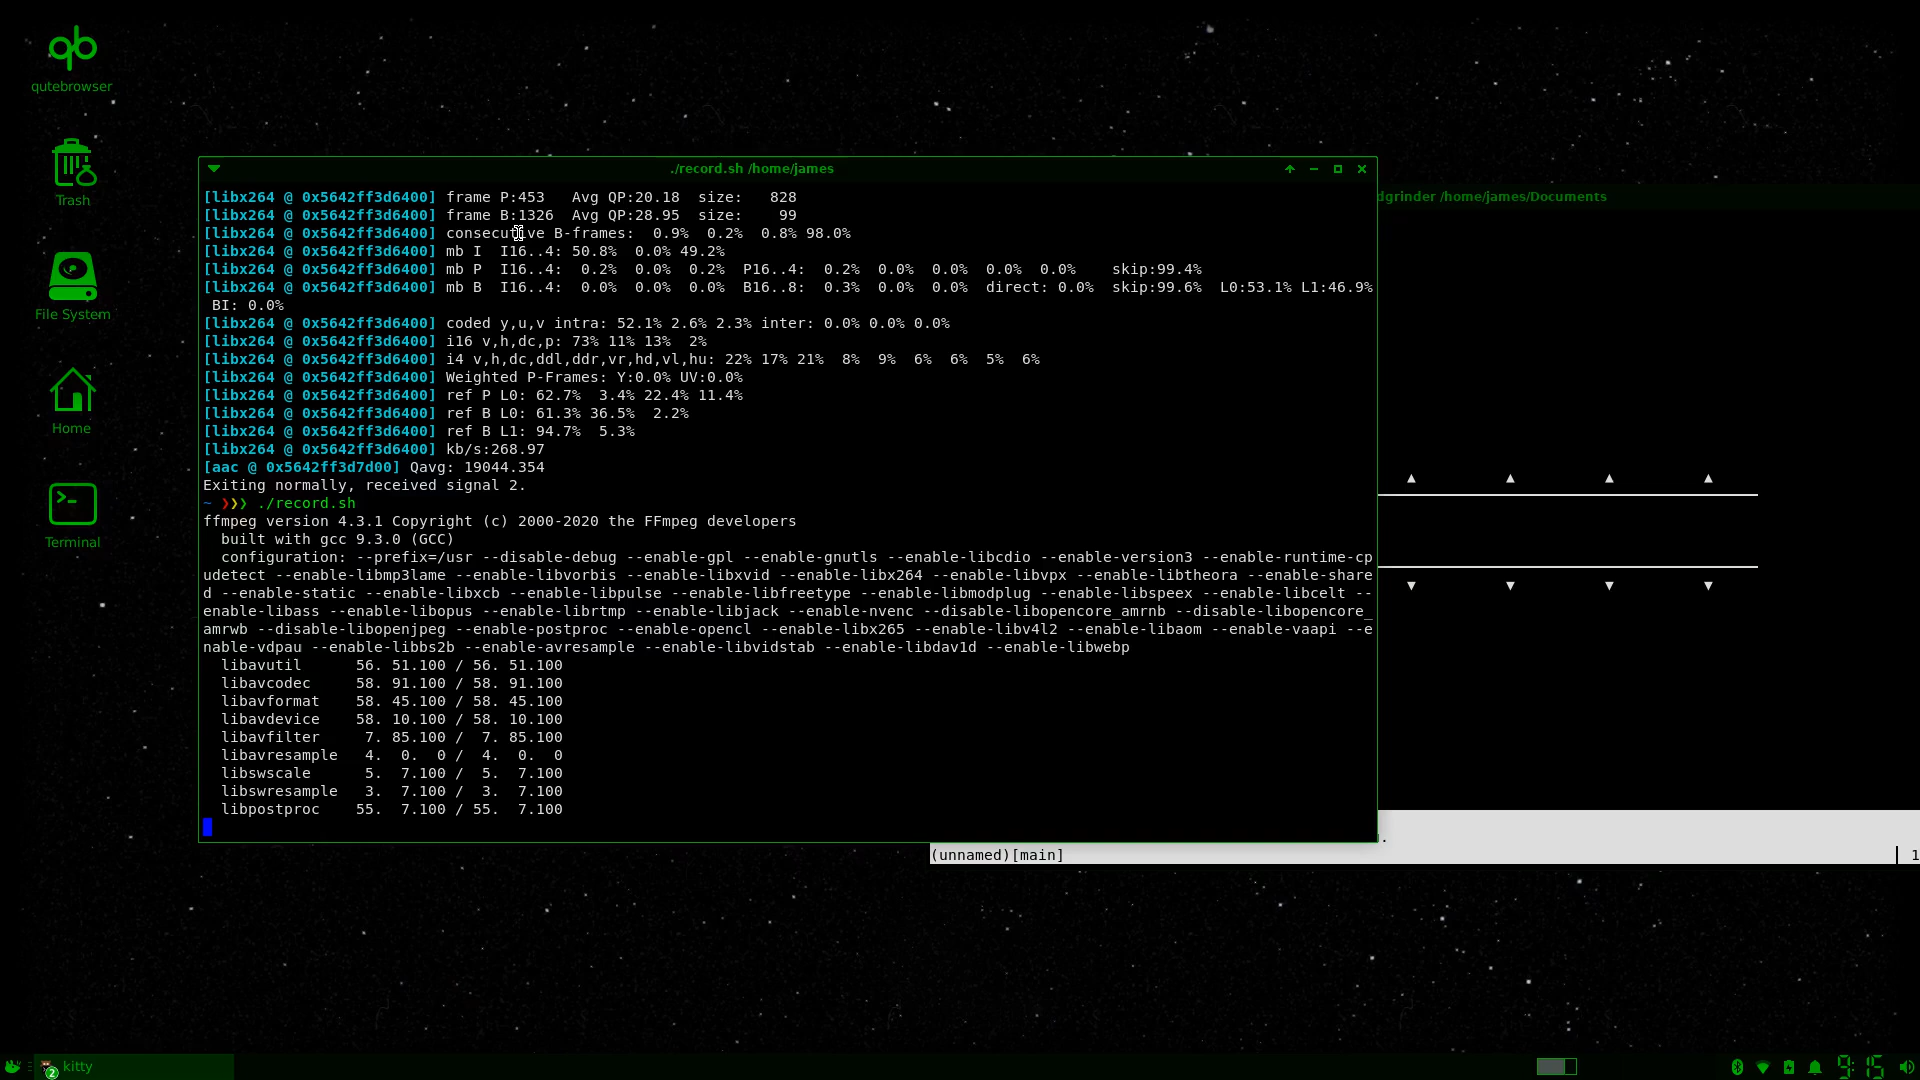 qutebrowser
Trash
File System
Home
Terminal
./record.sh /home/james
[libx264 @ 0x5642ff3d6400] frame P:453   Avg QP:20.18  size:   828
[libx264 @ 0x5642ff3d6400] frame B:1326  Avg QP:28.95  size:    99
[libx264 @ 0x5642ff3d6400] consecutive B-frames:  0.9%  0.2%  0.8% 98.0%
[libx264 @ 0x5642ff3d6400] mb I  I16..4: 50.8%  0.0% 49.2%
[libx264 @ 0x5642ff3d6400] mb P  I16..4:  0.2%  0.0%  0.2%  P16..4:  0.2%  0.0%  0.0%  0.0%  0.0%    skip:99.4%
[libx264 @ 0x5642ff3d6400] mb B  I16..4:  0.0%  0.0%  0.0%  B16..8:  0.3%  0.0%  0.0%  direct: 0.0%  skip:99.6%  L0:53.1% L1:46.9%
 BI: 0.0%
[libx264 @ 0x5642ff3d6400] coded y,u,v intra: 52.1% 2.6% 2.3% inter: 0.0% 0.0% 0.0%
[libx264 @ 0x5642ff3d6400] i16 v,h,dc,p: 73% 11% 13%  2%
[libx264 @ 0x5642ff3d6400] i4 v,h,dc,ddl,ddr,vr,hd,vl,hu: 22% 17% 21%  8%  9%  6%  6%  5%  6%
[libx264 @ 0x5642ff3d6400] Weighted P-Frames: Y:0.0% UV:0.0%
[libx264 @ 0x5642ff3d6400] ref P L0: 62.7%  3.4% 22.4% 11.4%
[libx264 @ 0x5642ff3d6400] ref B L0: 61.3% 36.5%  2.2%
[libx264 @ 0x5642ff3d6400] ref B L1: 94.7%  5.3%
[libx264 @ 0x5642ff3d6400] kb/s:268.97
[aac @ 0x5642ff3d7d00] Qavg: 19044.354
Exiting normally, received signal 2.
~ ❯❯❯ ./record.sh
ffmpeg version 4.3.1 Copyright (c) 2000-2020 the FFmpeg developers
  built with gcc 9.3.0 (GCC)
  configuration: --prefix=/usr --disable-debug --enable-gpl --enable-gnutls --enable-libcdio --enable-version3 --enable-runtime-cp
udetect --enable-libmp3lame --enable-libvorbis --enable-libxvid --enable-libx264 --enable-libvpx --enable-libtheora --enable-share
d --enable-static --enable-libxcb --enable-libpulse --enable-libfreetype --enable-libmodplug --enable-libspeex --enable-libcelt --
enable-libass --enable-libopus --enable-librtmp --enable-libjack --enable-nvenc --disable-libopencore_amrnb --disable-libopencore_
amrwb --disable-libopenjpeg --enable-postproc --enable-opencl --enable-libx265 --enable-libv4l2 --enable-libaom --enable-vaapi --e
nable-vdpau --enable-libbs2b --enable-avresample --enable-libvidstab --enable-libdav1d --enable-libwebp
  libavutil      56. 51.100 / 56. 51.100
  libavcodec     58. 91.100 / 58. 91.100
  libavformat    58. 45.100 / 58. 45.100
  libavdevice    58. 10.100 / 58. 10.100
  libavfilter     7. 85.100 /  7. 85.100
  libavresample   4.  0.  0 /  4.  0.  0
  libswscale      5.  7.100 /  5.  7.100
  libswresample   3.  7.100 /  3.  7.100
  libpostproc    55.  7.100 / 55.  7.100
dgrinder /home/james/Documents
.
(unnamed)[main]
1
kitty
2
9:15